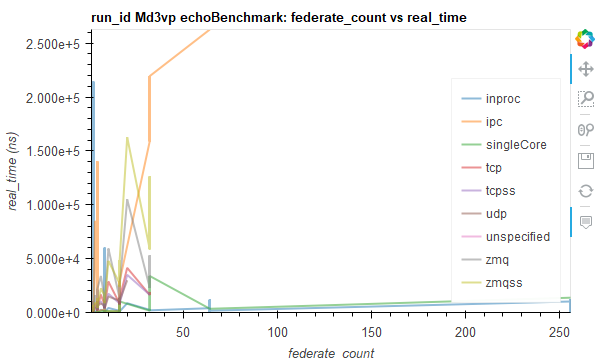 run_id Md3vp echoBenchmark: federate_count vs real_time
2.500e+5
2.000e+5
1.500e+5
1.000e+5
5.000e+4
0.000e+0
real_time (ns)
50
100
150
200
250
federate_count
inproc
ipc
singleCore
tcp
tcpss
udp
unspecified
zmq
zmqss